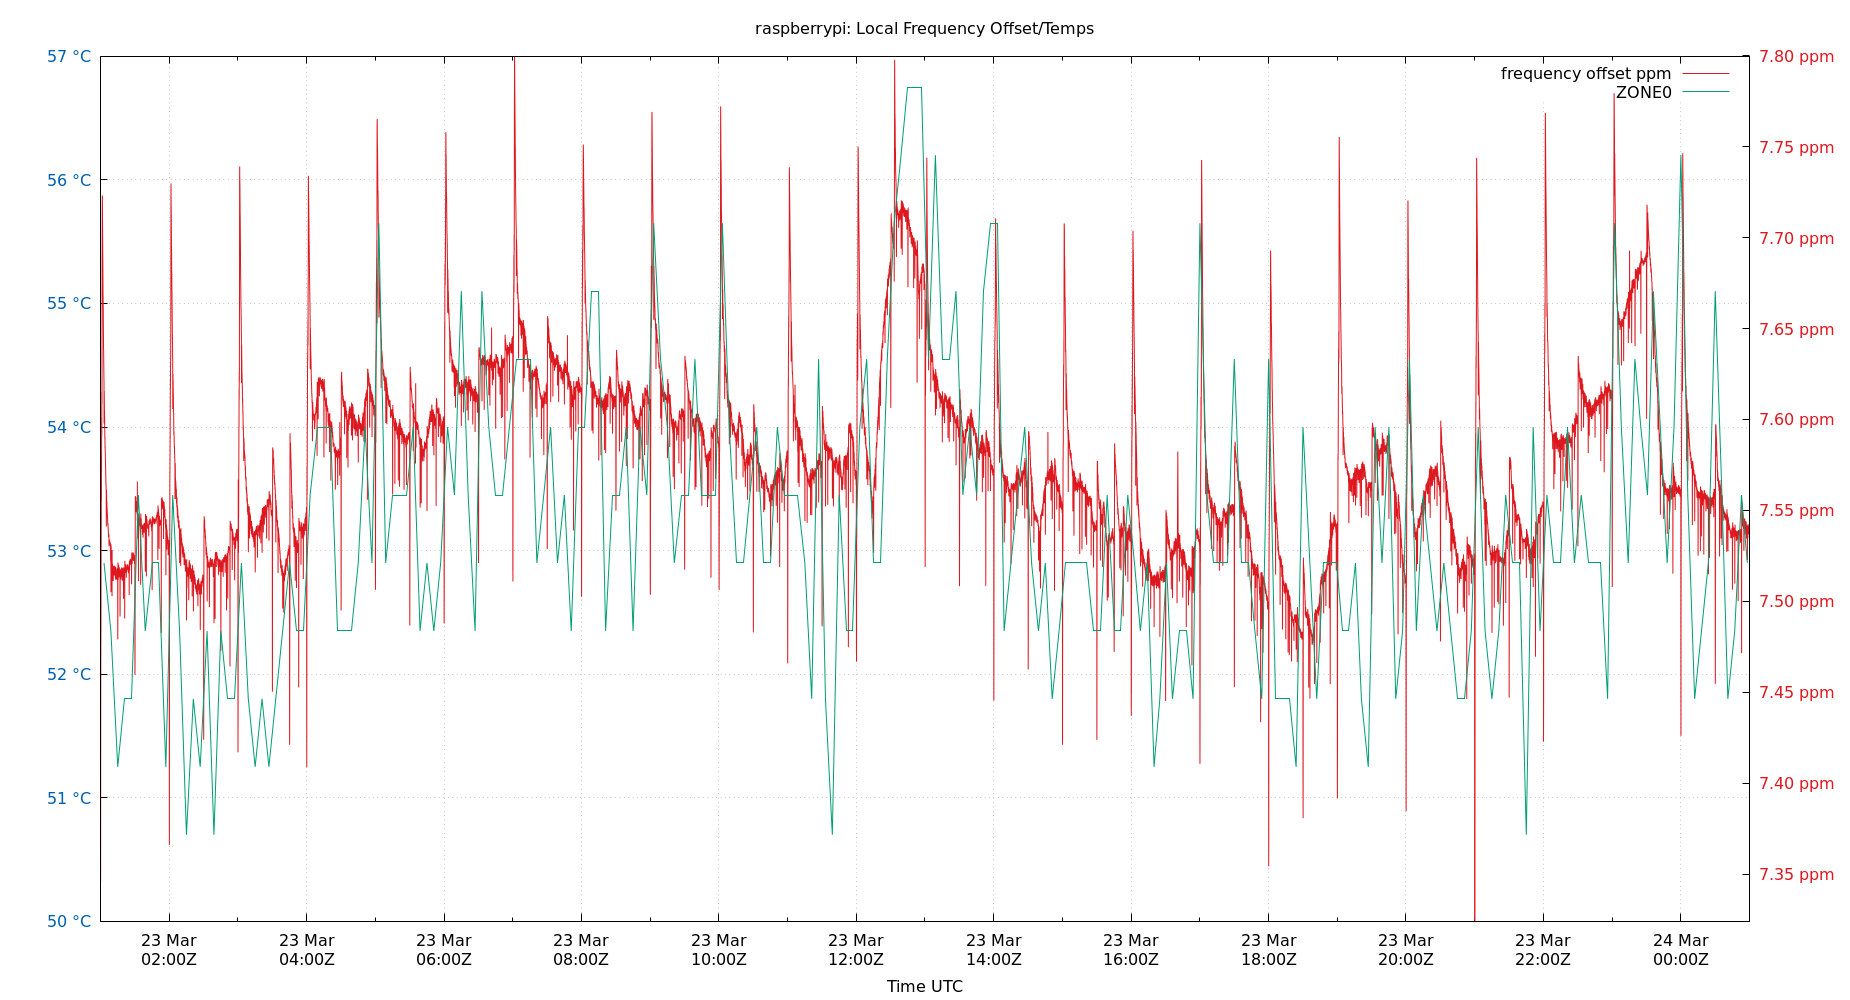 raspberrypi: Local Frequency Offset/Temps
57 °C
56 °C
55 °C
54 °C
53 °C
52 °C
51 °C
50 °C
7.80 ppm
7.75 ppm
7.70 ppm
7.65 ppm
7.60 ppm
7.55 ppm
7.50 ppm
7.45 ppm
7.40 ppm
7.35 ppm
frequency offset ppm
ZONE0
23 Mar 23 Mar 23 Mar 23 Mar 23 Mar 23 Mar 23 Mar 23 Mar 23 Mar 23 Mar 23 Mar 24 Mar
02:00Z 04:00Z 06:00Z 08:00Z 10:00Z 12:00Z 14:00Z 16:00Z 18:00Z 20:00Z 22:00Z 00:00Z
Time UTC